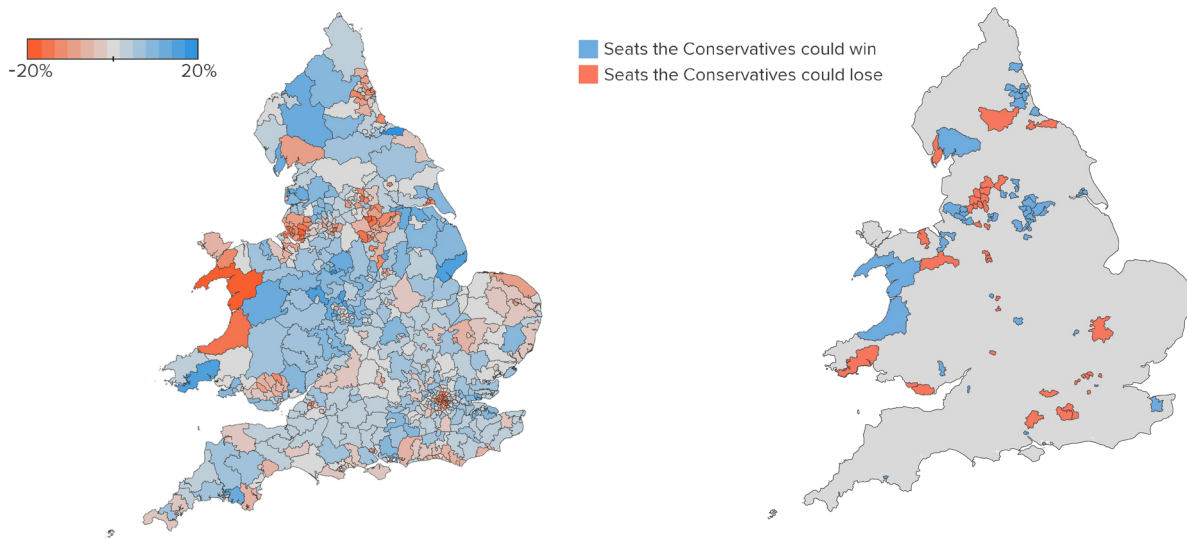 -20% 20%
Seats the Conservatives could win
Seats the Conservatives could lose